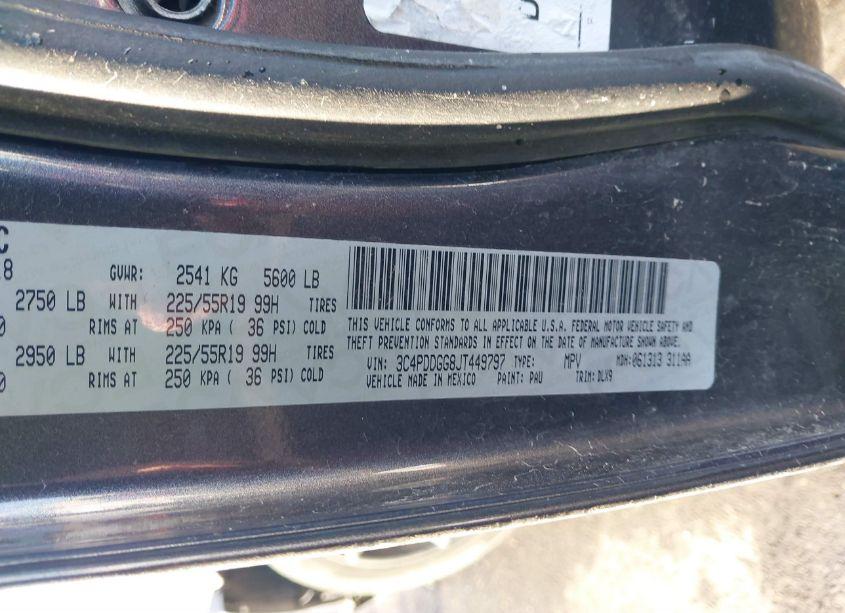 C
8
GVWR: 2541 KG 5600 LB
2750 LB WITH 225/55R19 99H TIRES
0 RIMS AT 250 KPA ( 36 PSI) COLD
2950 LB WITH 225/55R19 99H TIRES
0 RIMS AT 250 KPA ( 36 PSI) COLD
THIS VEHICLE CONFORMS TO ALL APPLICABLE U.S.A. FEDERAL MOTOR VEHICLE SAFETY AND
THEFT PREVENTION STANDARDS IN EFFECT ON THE DATE OF MANUFACTURE SHOWN ABOVE.
VIN: 3C4PDDGG8JT449797 TYPE: MPV MDH: 061313 311AA
VEHICLE MADE IN MEXICO PAINT: PAU TRIM: DLX9